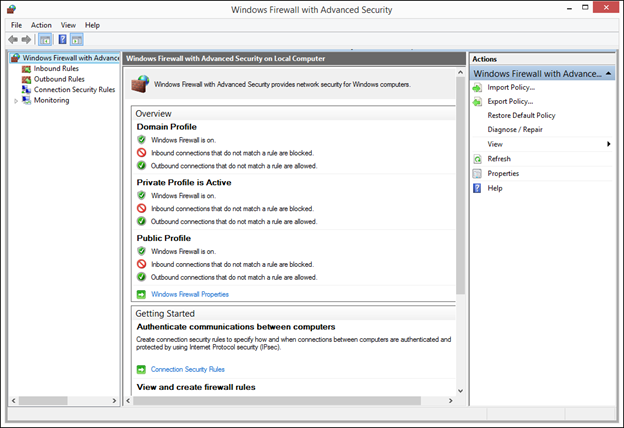 Windows Firewall with Advanced Security
File Action View Help
Windows Firewall with Advanc
Inbound Rules
Outbound Rules
Connection Security Rules
Monitoring
Windows Firewall with Advanced Security on Local Computer
Windows Firewall with Advanced Security provides network security for Windows computers.
Overview
Domain Profile
Windows Firewall is on.
Inbound connections that do not match a rule are blocked.
Outbound connections that do not match a rule are allowed.
Private Profile is Active
Windows Firewall is on.
Inbound connections that do not match a rule are blocked.
Outbound connections that do not match a rule are allowed.
Public Profile
Windows Firewall is on.
Inbound connections that do not match a rule are blocked.
Outbound connections that do not match a rule are allowed.
Windows Firewall Properties
Getting Started
Authenticate communications between computers
Create connection security rules to specify how and when connections between computers are authenticated and
protected by using Internet Protocol security (IPsec).
Connection Security Rules
View and create firewall rules
Actions
Windows Firewall with Advance...
Import Policy...
Export Policy...
Restore Default Policy
Diagnose / Repair
View
Refresh
Properties
Help